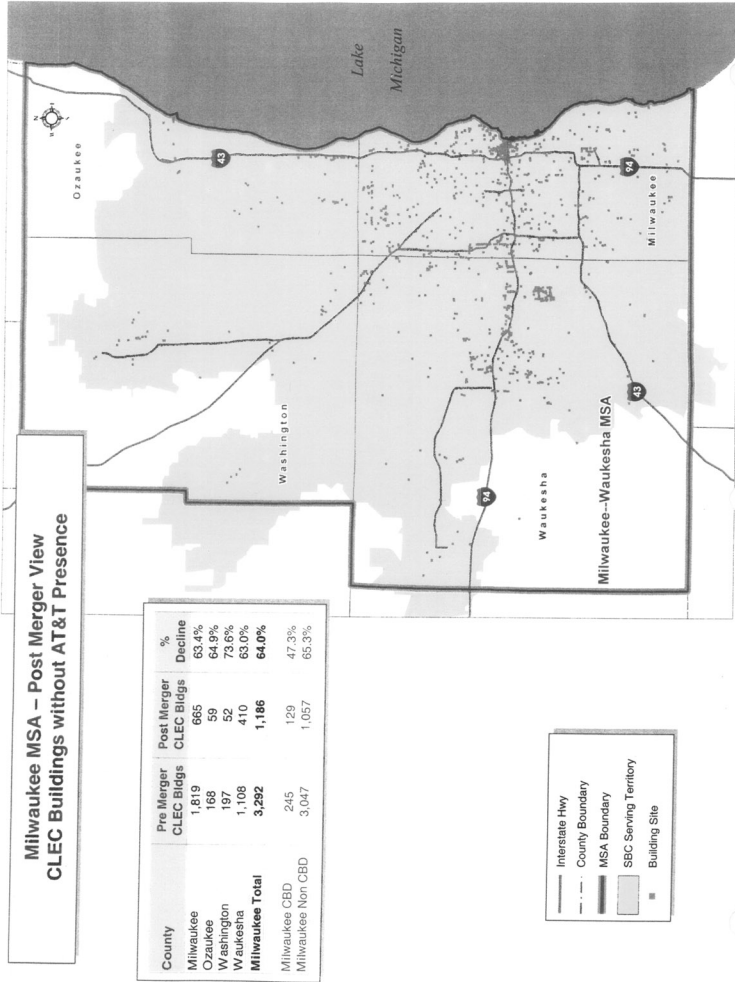 Milwaukee MSA – Post Merger View
CLEC Buildings without AT&T Presence
County Pre Merger CLEC Bldgs Post Merger CLEC Bldgs % Decline
Milwaukee 1,819 665 63.4%
Ozaukee 168 59 64.9%
Washington 197 52 73.6%
Waukesha 1,108 410 63.0%
Milwaukee Total 3,292 1,186 64.0%
Milwaukee CBD 245 129 47.3%
Milwaukee Non CBD 3,047 1,057 65.3%
Interstate Hwy
County Boundary
MSA Boundary
SBC Serving Territory
Building Site
Washington
Ozaukee
N
43
Lake
Michigan
94
Waukesha
Milwaukee--Waukesha MSA
43
Milwaukee
94